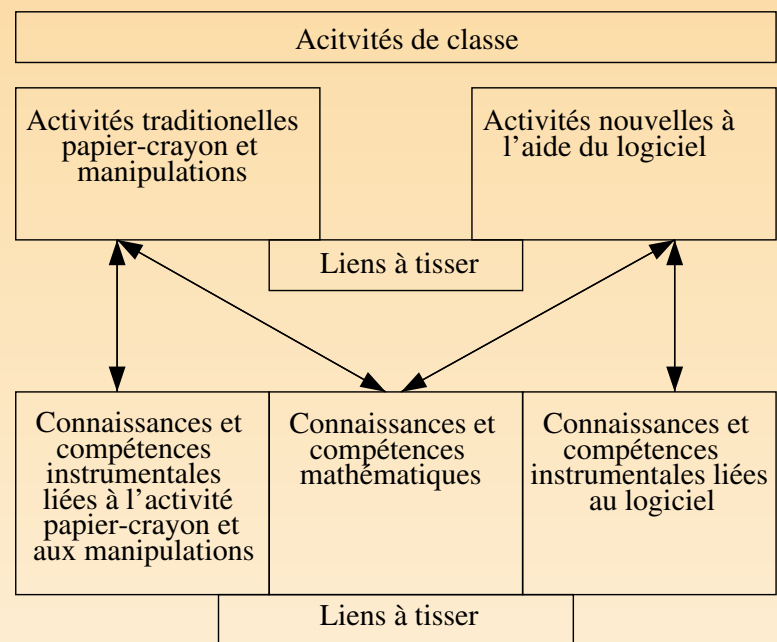 Acitvités de classe
Activités traditionelles
papier-crayon et
manipulations
Activités nouvelles à
l'aide du logiciel
Liens à tisser
Connaissances et
compétences
instrumentales
liées à l'activité
papier-crayon et
aux manipulations
Connaissances et
compétences
mathématiques
Connaissances et
compétences
instrumentales liées
au logiciel
Liens à tisser